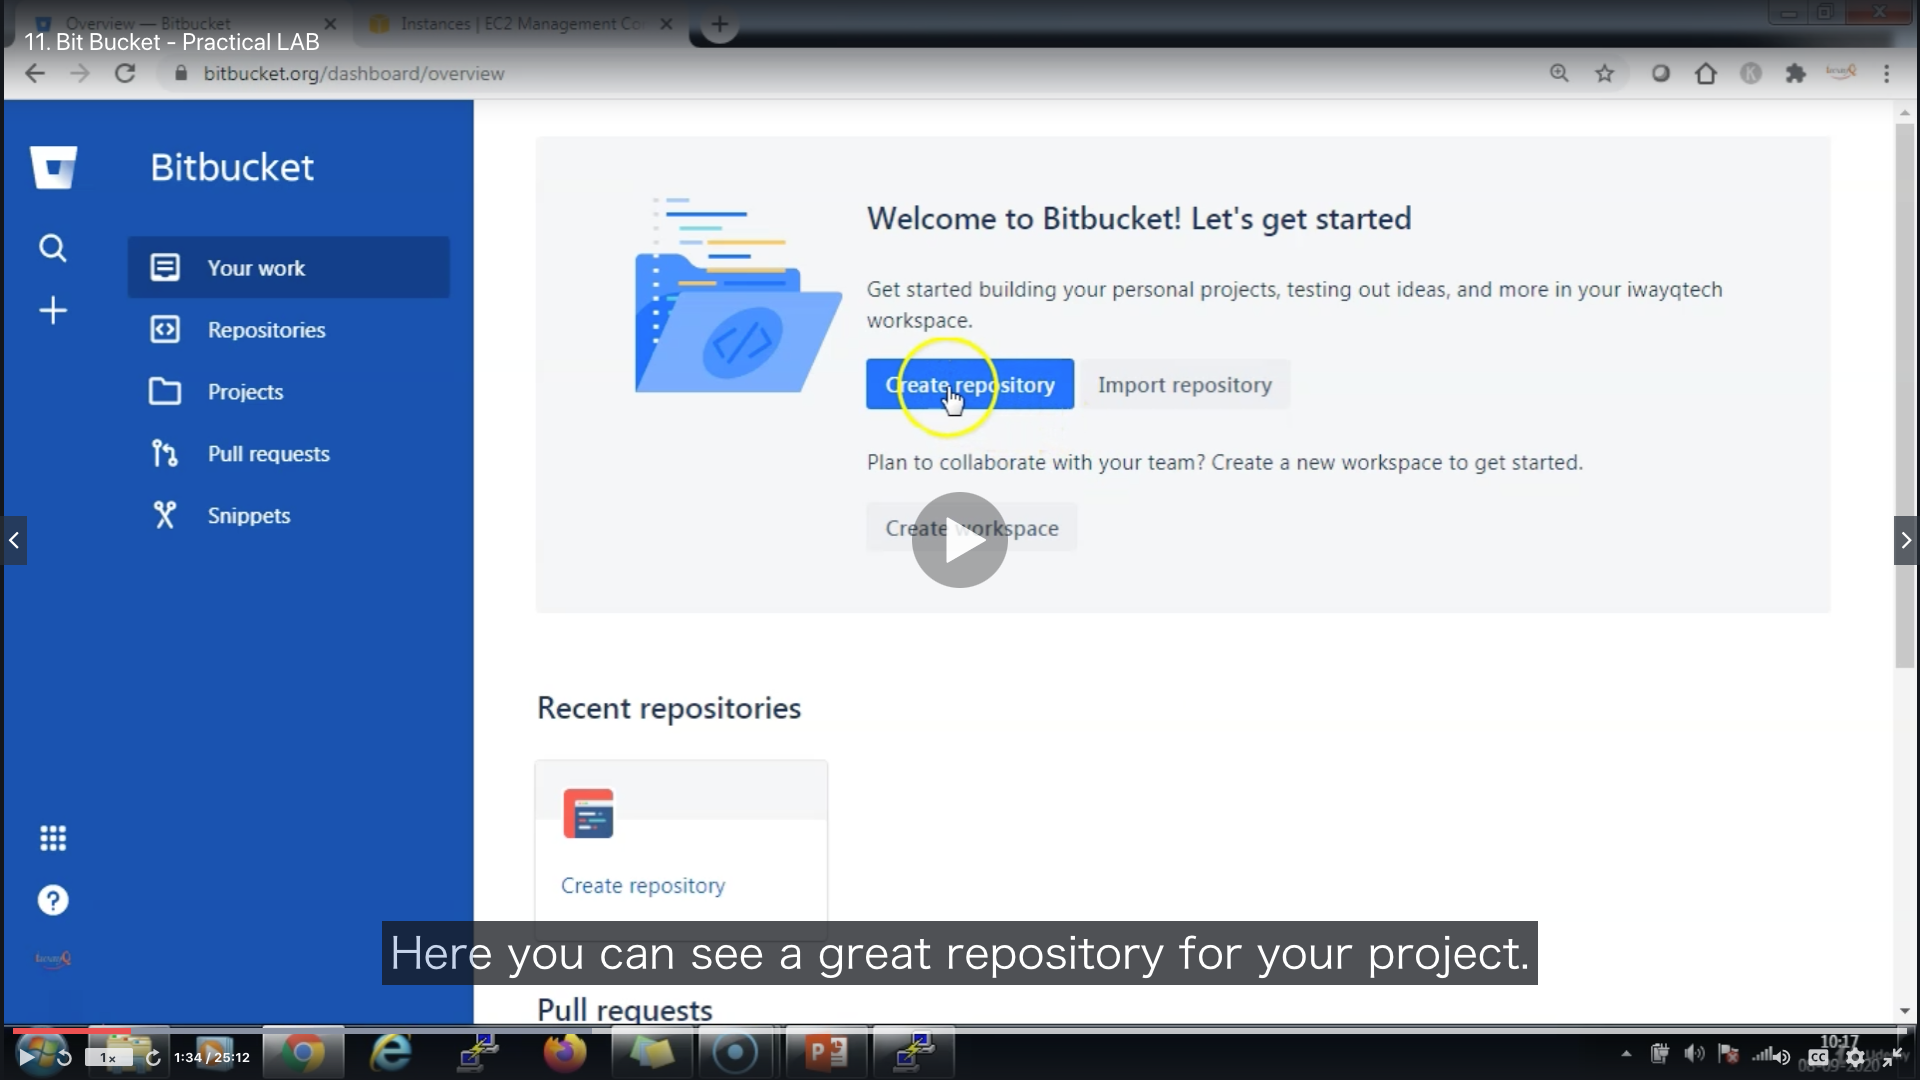 Overview — Bitbucket
Instances | EC2 Management Co
11. Bit Bucket - Practical LAB
bitbucket.org/dashboard/overview
K
Bitbucket
Your work
Repositories
Projects
Pull requests
Snippets
Welcome to Bitbucket! Let's get started
Get started building your personal projects, testing out ideas, and more in your iwayqtech
workspace.
Create repository
Import repository
Plan to collaborate with your team? Create a new workspace to get started.
Create workspace
Recent repositories
Create repository
Here you can see a great repository for your project.
Pull requests
1x
1:34 / 25:12
10:17
CC